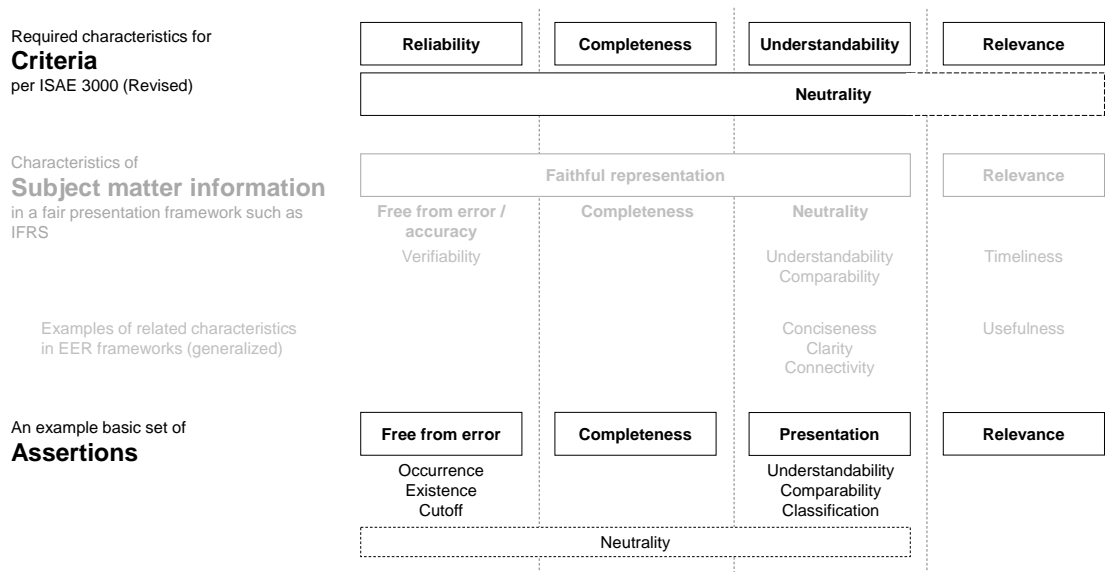 Required characteristics for
Criteria
per ISAE 3000 (Revised)
Reliability
Completeness
Understandability
Relevance
Neutrality
Characteristics of
Subject matter information
in a fair presentation framework such as
IFRS
Faithful representation
Relevance
Free from error /
accuracy
Completeness
Neutrality
Verifiability
Understandability
Comparability
Timeliness
Examples of related characteristics
in EER frameworks (generalized)
Conciseness
Clarity
Connectivity
Usefulness
An example basic set of
Assertions
Free from error
Completeness
Presentation
Relevance
Occurrence
Existence
Cutoff
Understandability
Comparability
Classification
Neutrality